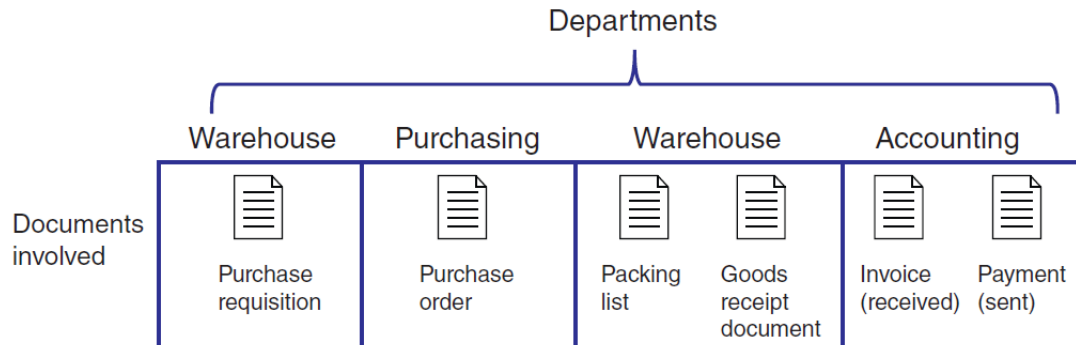 Departments
Warehouse Purchasing Warehouse Accounting
Documents
involved
Purchase
requisition
Purchase
order
Packing
list
Goods
receipt
document
Invoice
(received)
Payment
(sent)